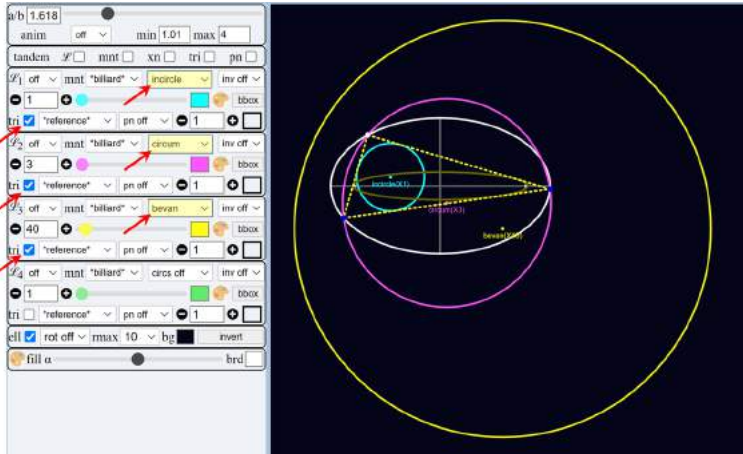 a/b 1.618
anim off min 1.01 max 4
tandem ℒ mnt xn tri pn
ℒ1 off mnt *billiard* incircle inv off
1 bbox
tri *reference* pn off 1
ℒ2 off mnt *billiard* circum inv off
3 bbox
tri *reference* pn off 1
ℒ3 off mnt *billiard* bevan inv off
40 bbox
tri *reference* pn off 1
ℒ4 off mnt *billiard* circs off inv off
1 bbox
tri *reference* pn off 1
ell rot off rmax 10 bg invert
fill α brd
incircle(X1)
circum(X3)
bevan(X40)